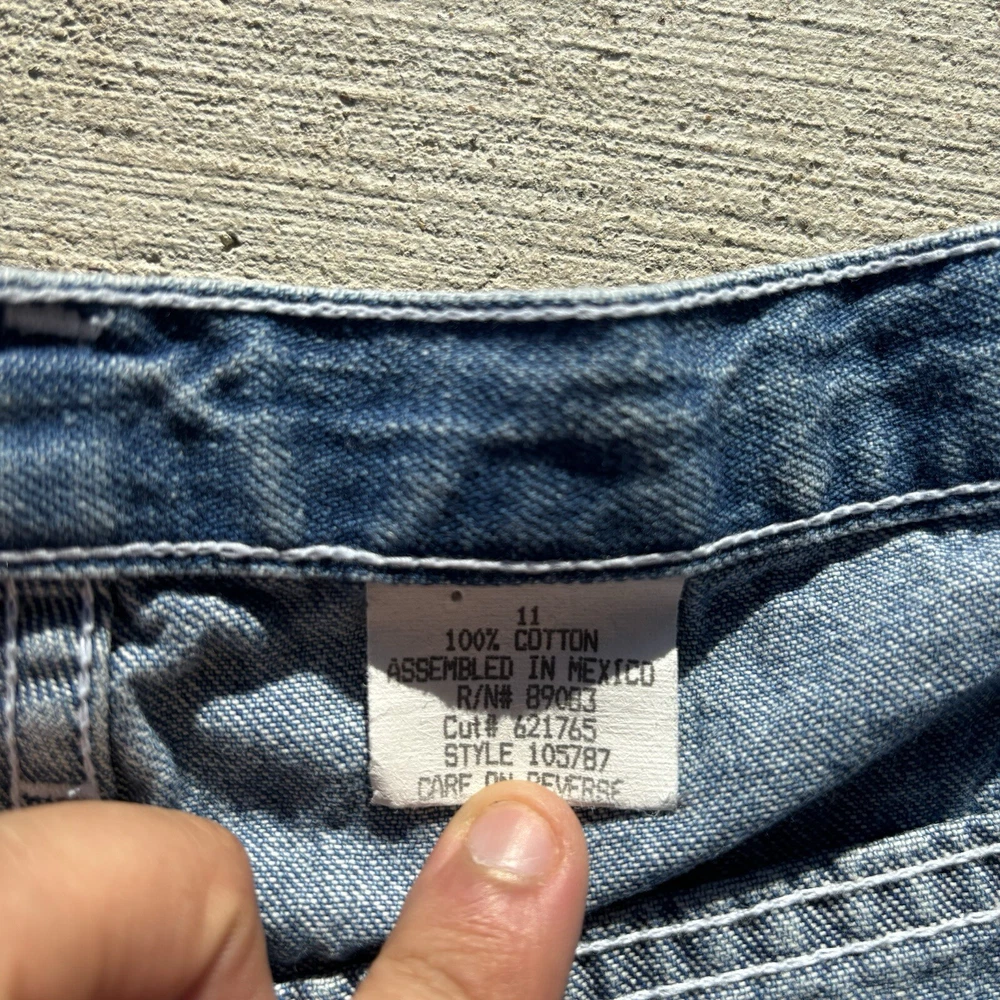 11
100% COTTON
ASSEMBLED IN MEXICO
R/N# 89083
Cut# 621765
STYLE 105787
CARE ON REVERSE